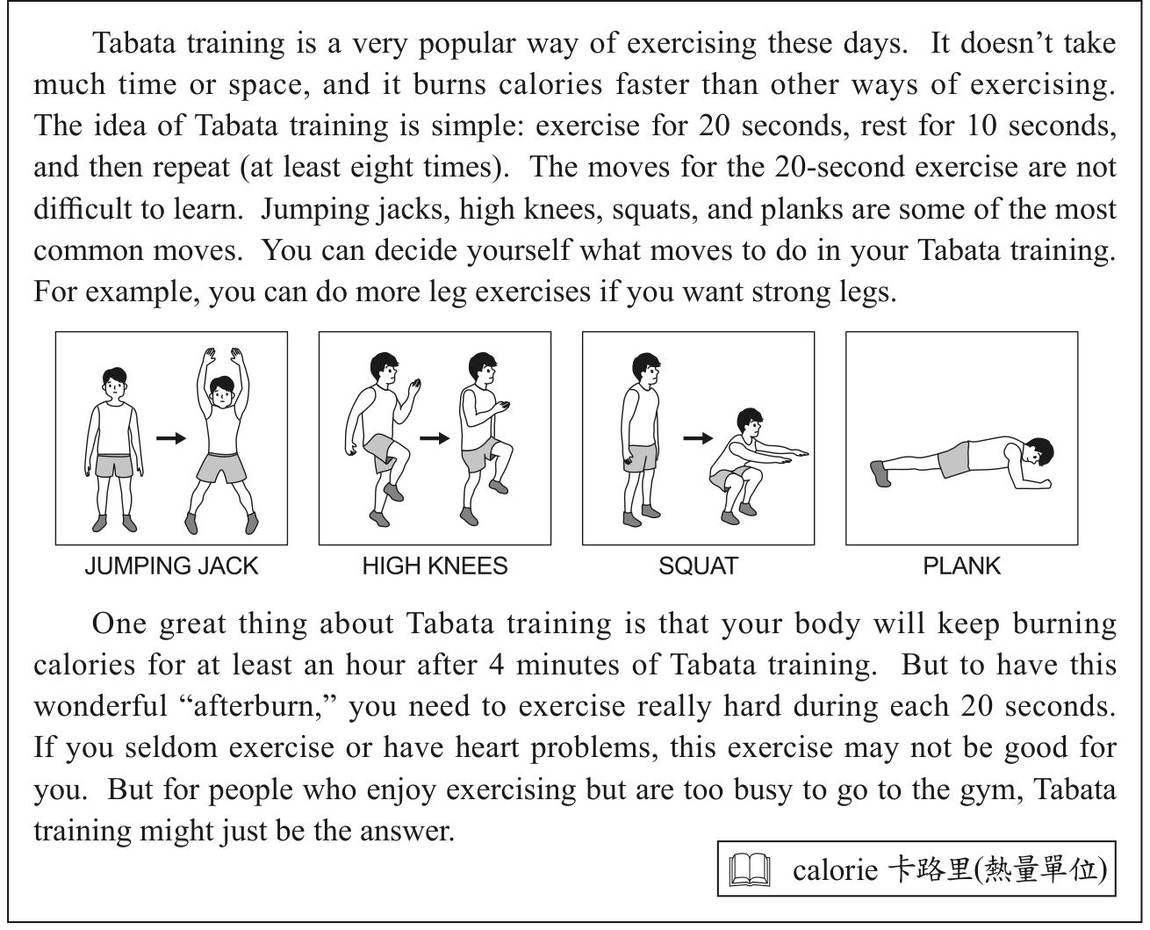 Tabata training is a very popular way of exercising these days. It doesn’t take
much time or space, and it burns calories faster than other ways of exercising.
The idea of Tabata training is simple: exercise for 20 seconds, rest for 10 seconds,
and then repeat (at least eight times). The moves for the 20-second exercise are not
difficult to learn. Jumping jacks, high knees, squats, and planks are some of the most
common moves. You can decide yourself what moves to do in your Tabata training.
For example, you can do more leg exercises if you want strong legs.
JUMPING JACK
HIGH KNEES
SQUAT
PLANK
One great thing about Tabata training is that your body will keep burning
calories for at least an hour after 4 minutes of Tabata training. But to have this
wonderful “afterburn,” you need to exercise really hard during each 20 seconds.
If you seldom exercise or have heart problems, this exercise may not be good for
you. But for people who enjoy exercising but are too busy to go to the gym, Tabata
training might just be the answer.
calorie 卡路里(熱量單位)